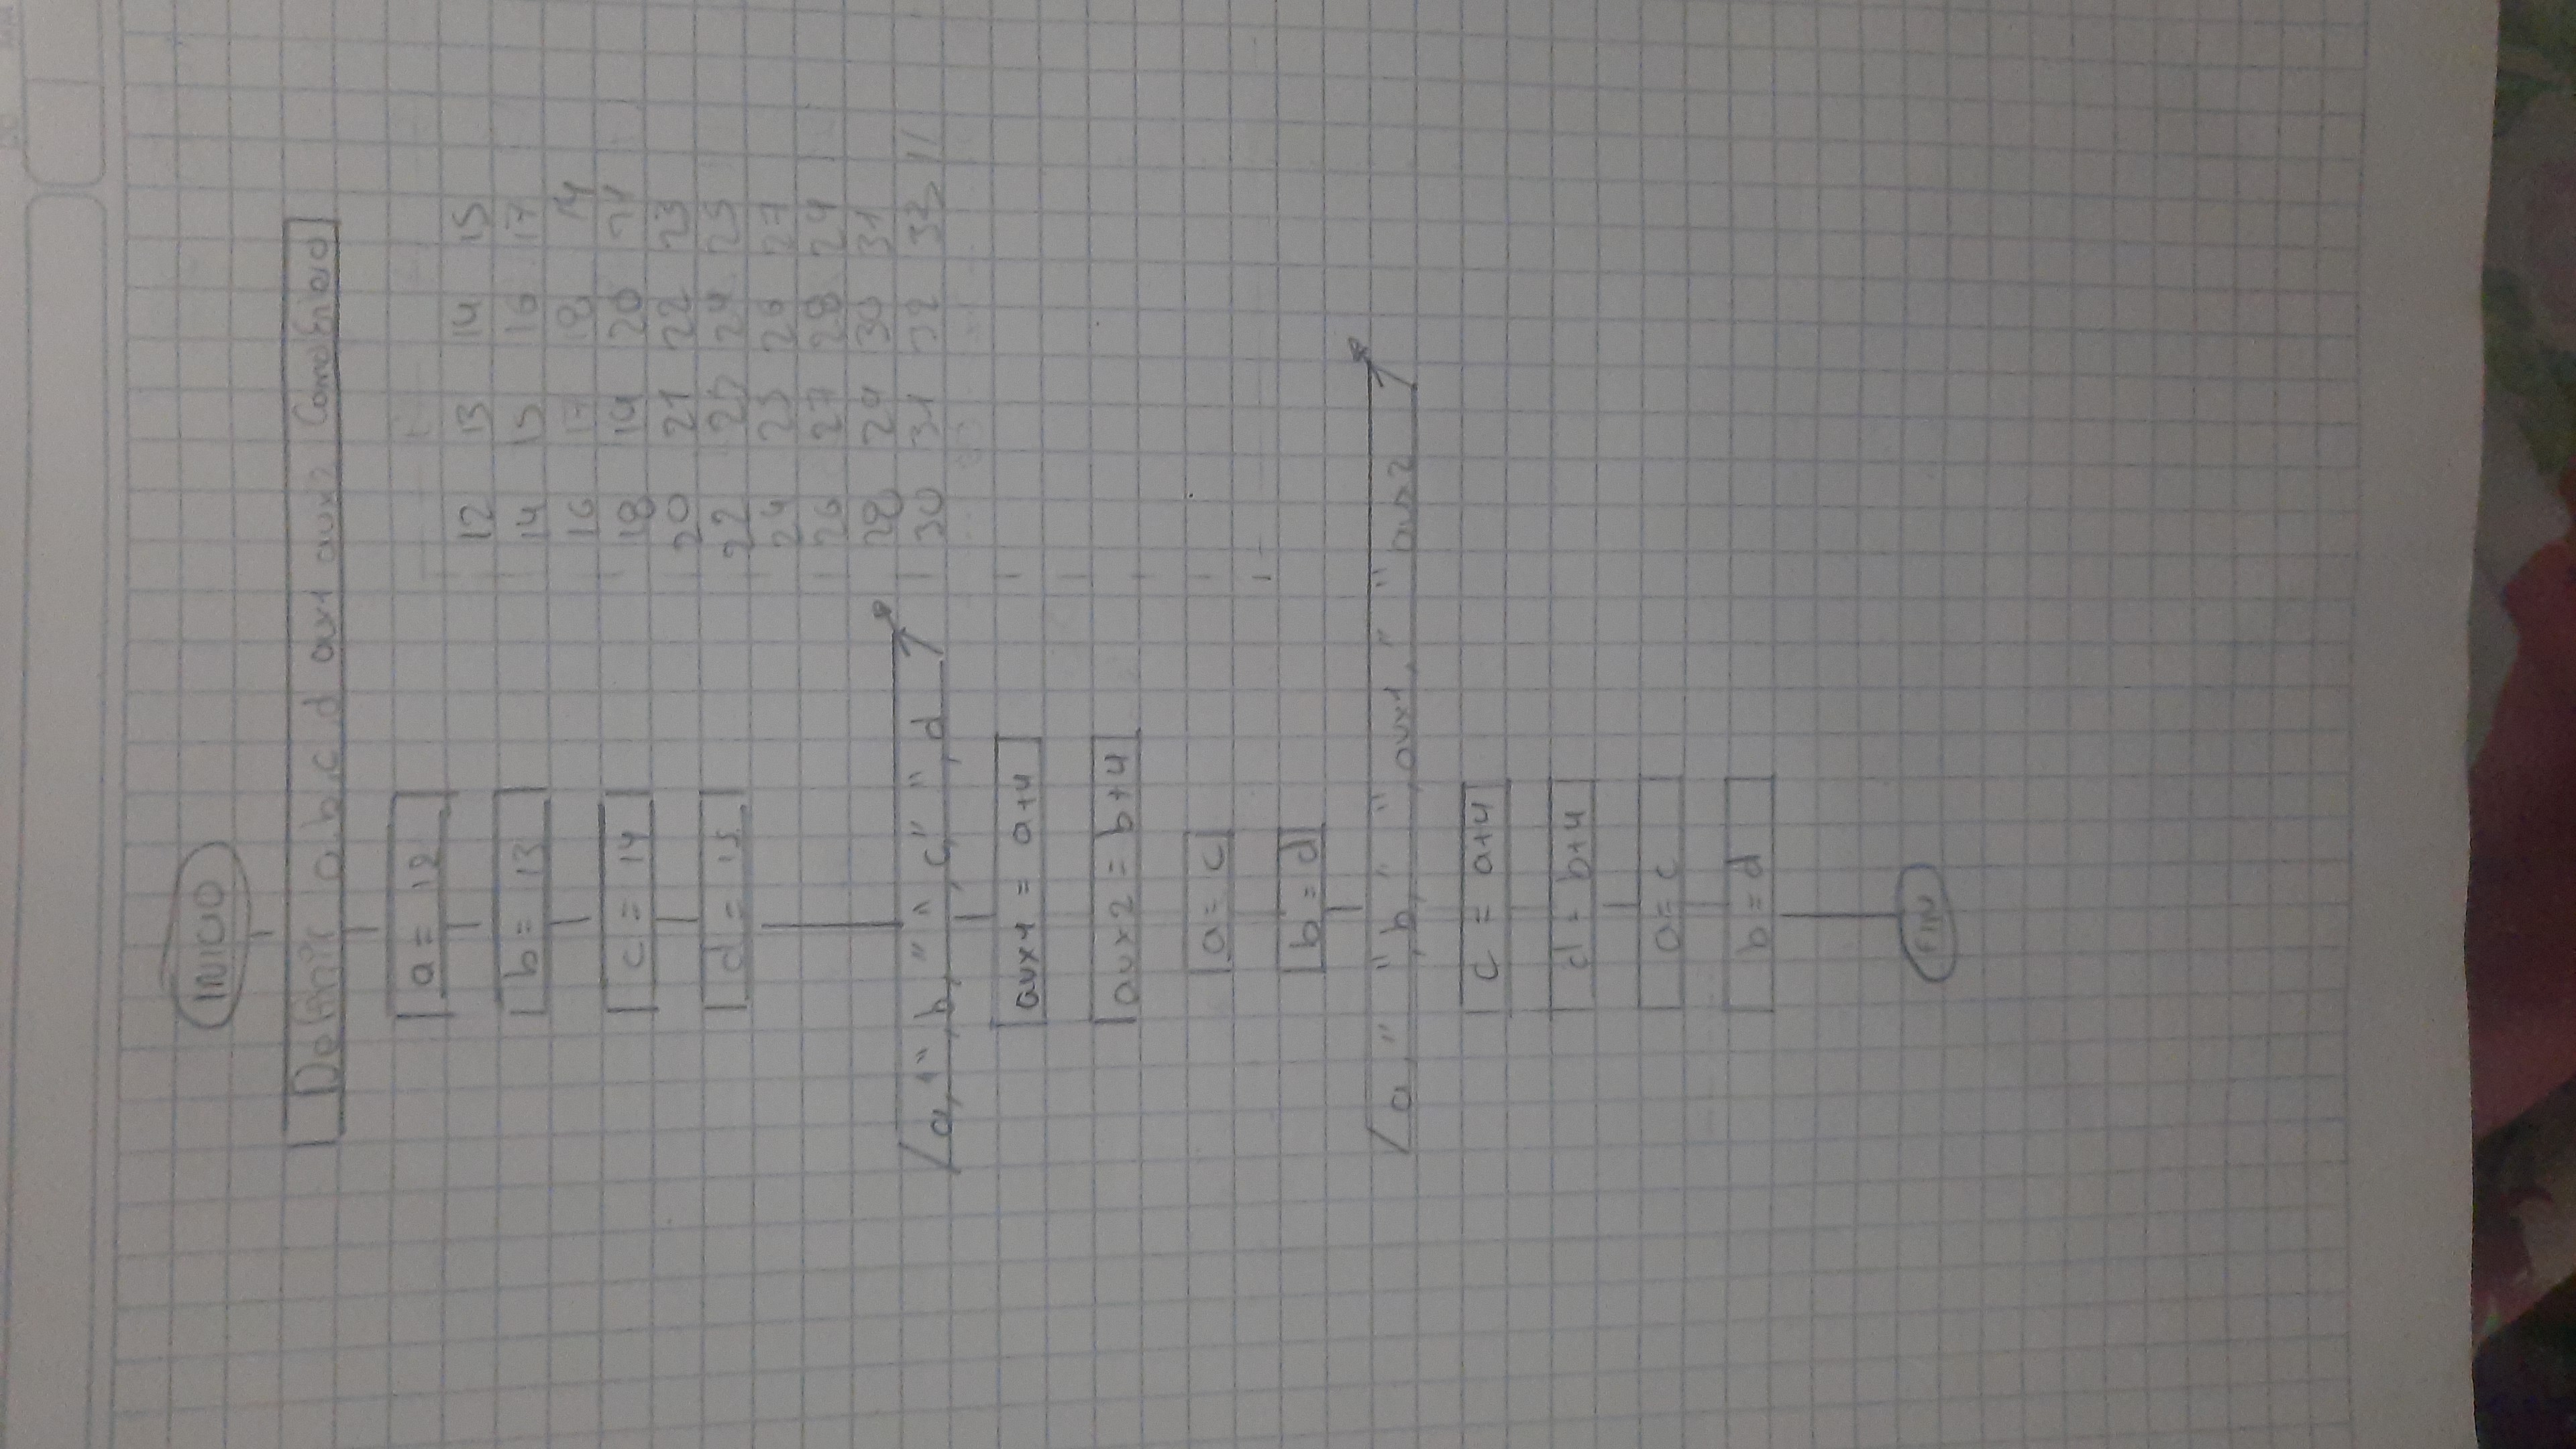 INICIO
Definir a, b, c, d aux1 aux2 Como Entero
a = 12
b = 13
c = 14
d = 15
a, " ", b, " ", c, " ", d
aux1 = a+4
aux2 = b+4
a = c
b = d
a, " ", b, " ", aux1, " " aux2
c = a+4
d = b+4
a = c
b = d
FIN
12 13 14 15
14 15 16 17
16 17 18 19
18 19 20 21
20 21 22 23
22 23 24 25
24 25 26 27
26 27 28 29
28 29 30 31
30 31 32 33 //